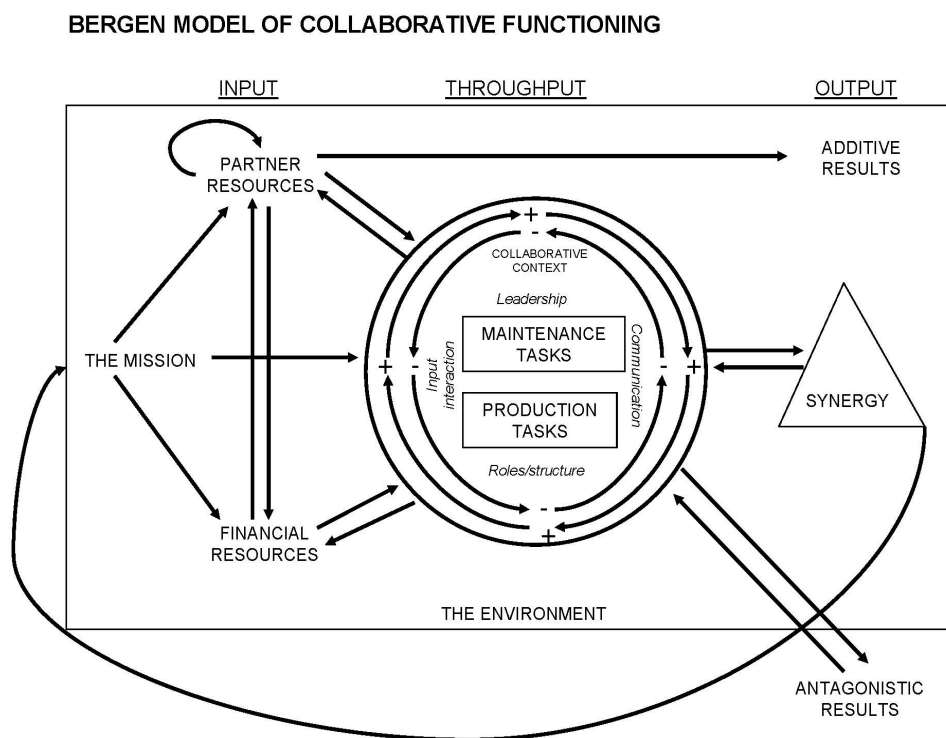 BERGEN MODEL OF COLLABORATIVE FUNCTIONING
INPUT
THROUGHPUT
OUTPUT
PARTNER
RESOURCES
ADDITIVE
RESULTS
+
-
COLLABORATIVE
CONTEXT
Leadership
MAINTENANCE
TASKS
THE MISSION
+
-
Input
interaction
Communication
-
+
PRODUCTION
TASKS
SYNERGY
Roles/structure
-
+
FINANCIAL
RESOURCES
THE ENVIRONMENT
ANTAGONISTIC
RESULTS